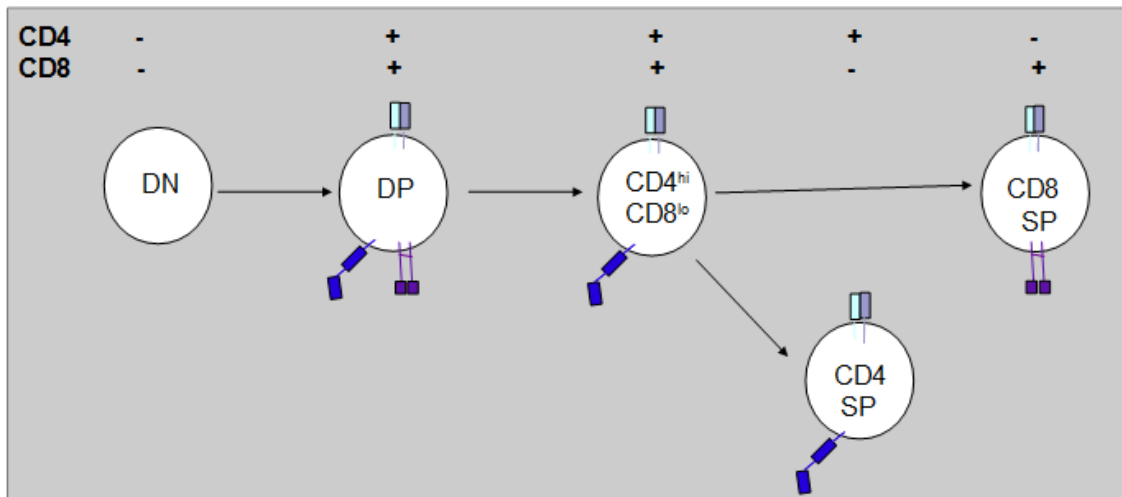 CD4 - + + + -
CD8 - + + - +
DN
DP
CD4hi
CD8lo
CD8
SP
CD4
SP